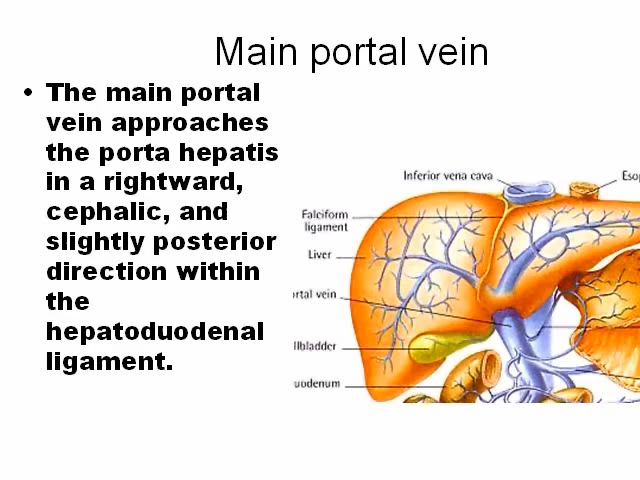 Main portal vein
• The main portal
vein approaches
the porta hepatis
in a rightward,
cephalic, and
slightly posterior
direction within
the
hepatoduodenal
ligament.
Inferior vena cava
Esop
Falciform
ligament
Liver
rtal vein
llbladder
uodenum